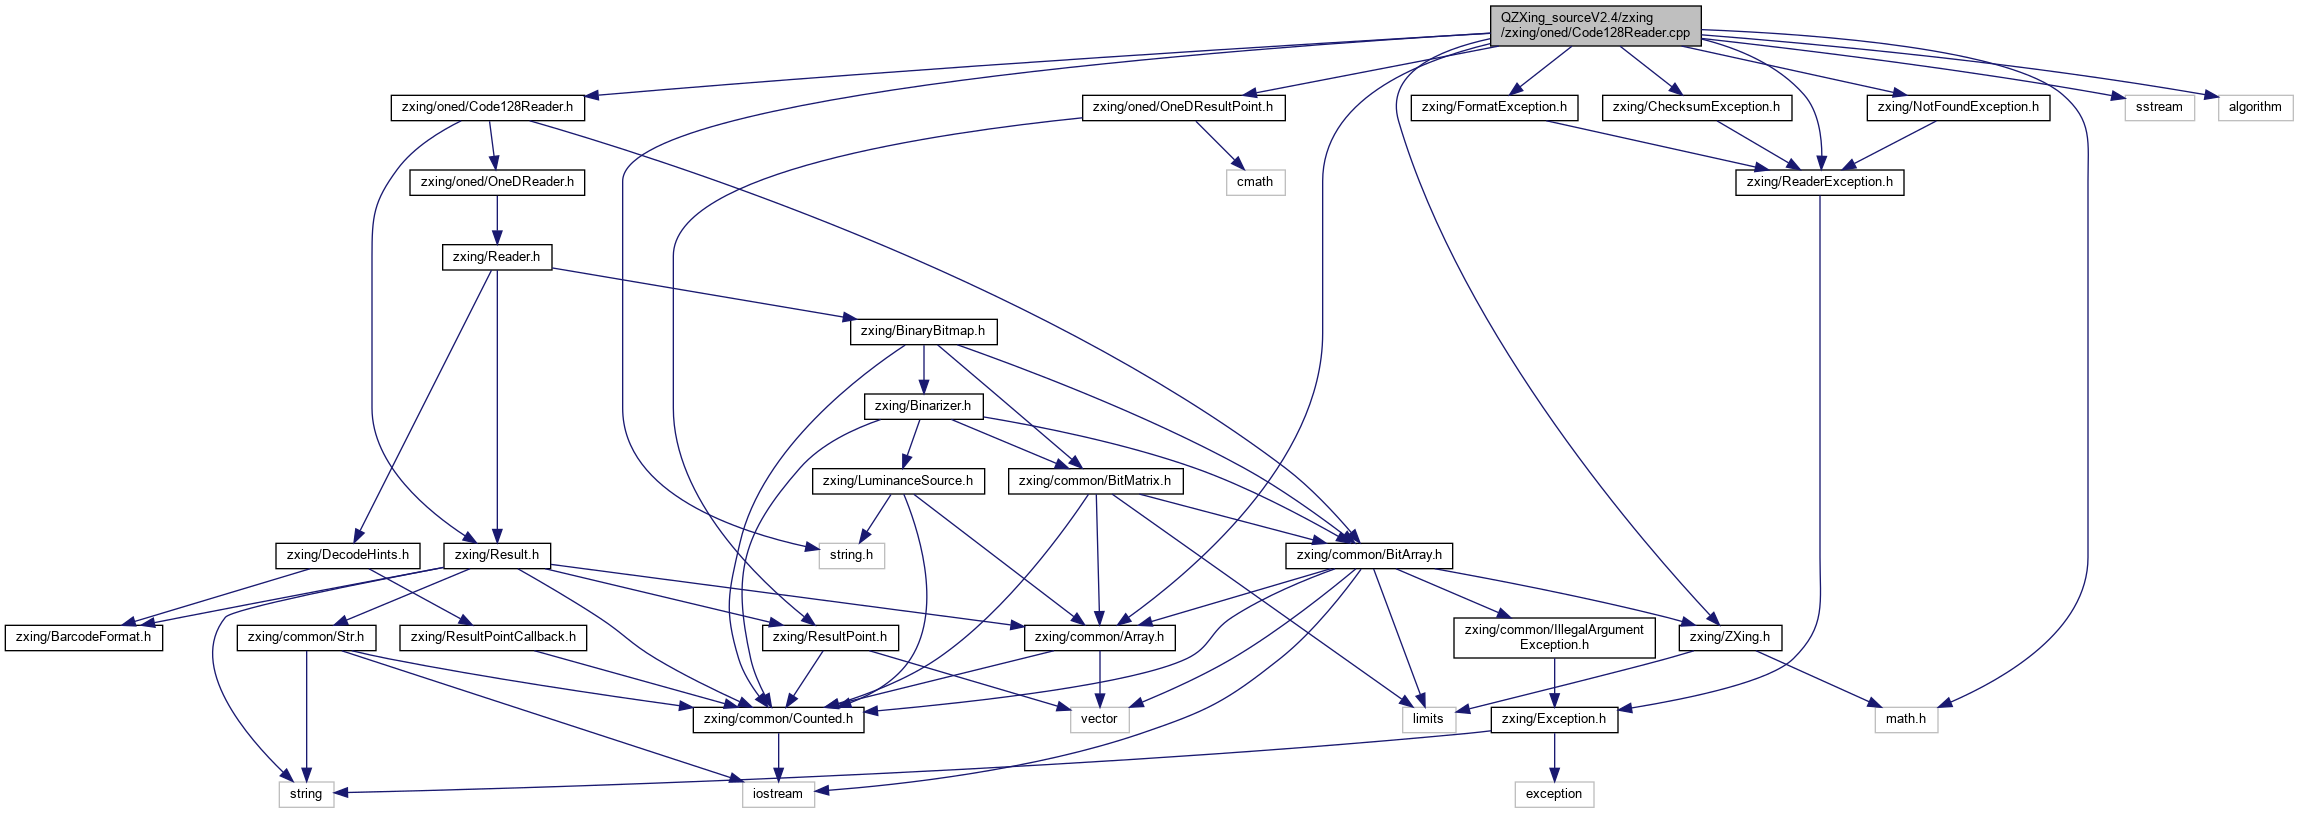 QZXing_sourceV2.4/zxing
/zxing/oned/Code128Reader.cpp
zxing/oned/Code128Reader.h
zxing/oned/OneDResultPoint.h
zxing/FormatException.h
zxing/ChecksumException.h
zxing/NotFoundException.h
sstream
algorithm
zxing/oned/OneDReader.h
cmath
zxing/ReaderException.h
zxing/Reader.h
zxing/BinaryBitmap.h
zxing/Binarizer.h
zxing/LuminanceSource.h
zxing/common/BitMatrix.h
zxing/DecodeHints.h
zxing/Result.h
string.h
zxing/common/BitArray.h
zxing/BarcodeFormat.h
zxing/common/Str.h
zxing/ResultPointCallback.h
zxing/ResultPoint.h
zxing/common/Array.h
zxing/common/IllegalArgument
Exception.h
zxing/ZXing.h
zxing/common/Counted.h
vector
limits
zxing/Exception.h
math.h
string
iostream
exception